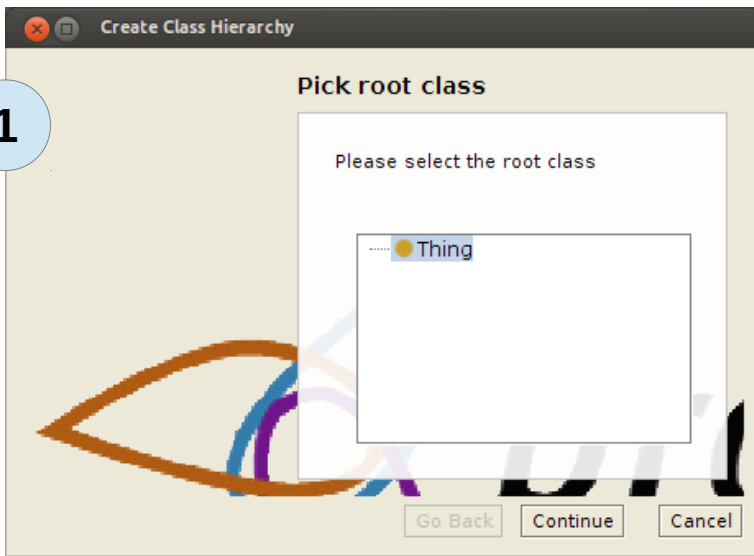 Create Class Hierarchy
Pick root class
1
Please select the root class
Thing
Go Back Continue Cancel